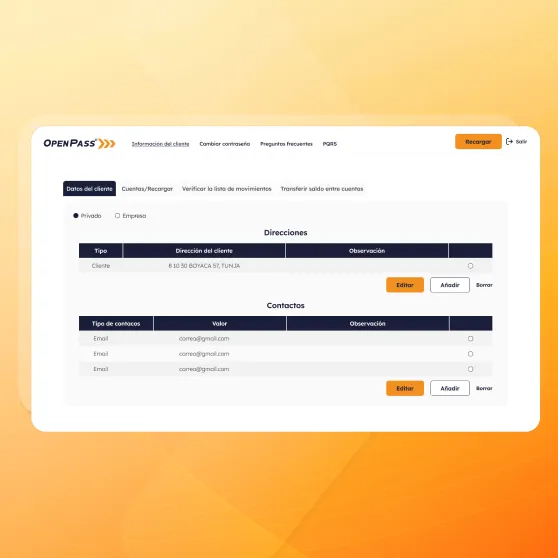 OPENPASS
Información del cliente Cambiar contraseña Preguntas frecuentes PQRS Recargar Salir
Datos del cliente Cuentas/Recargar Verificar la lista de movimientos Transferir saldo entre cuentas
Privado Empresa
Direcciones
Tipo Dirección del cliente Observación
Cliente 8 10 50 BOYACA 57, TUNJA
Editar Añadir Borrar
Contactos
Tipo de contacos Valor Observación
Email correo@gmail.com
Email correo@gmail.com
Email correo@gmail.com
Editar Añadir Borrar